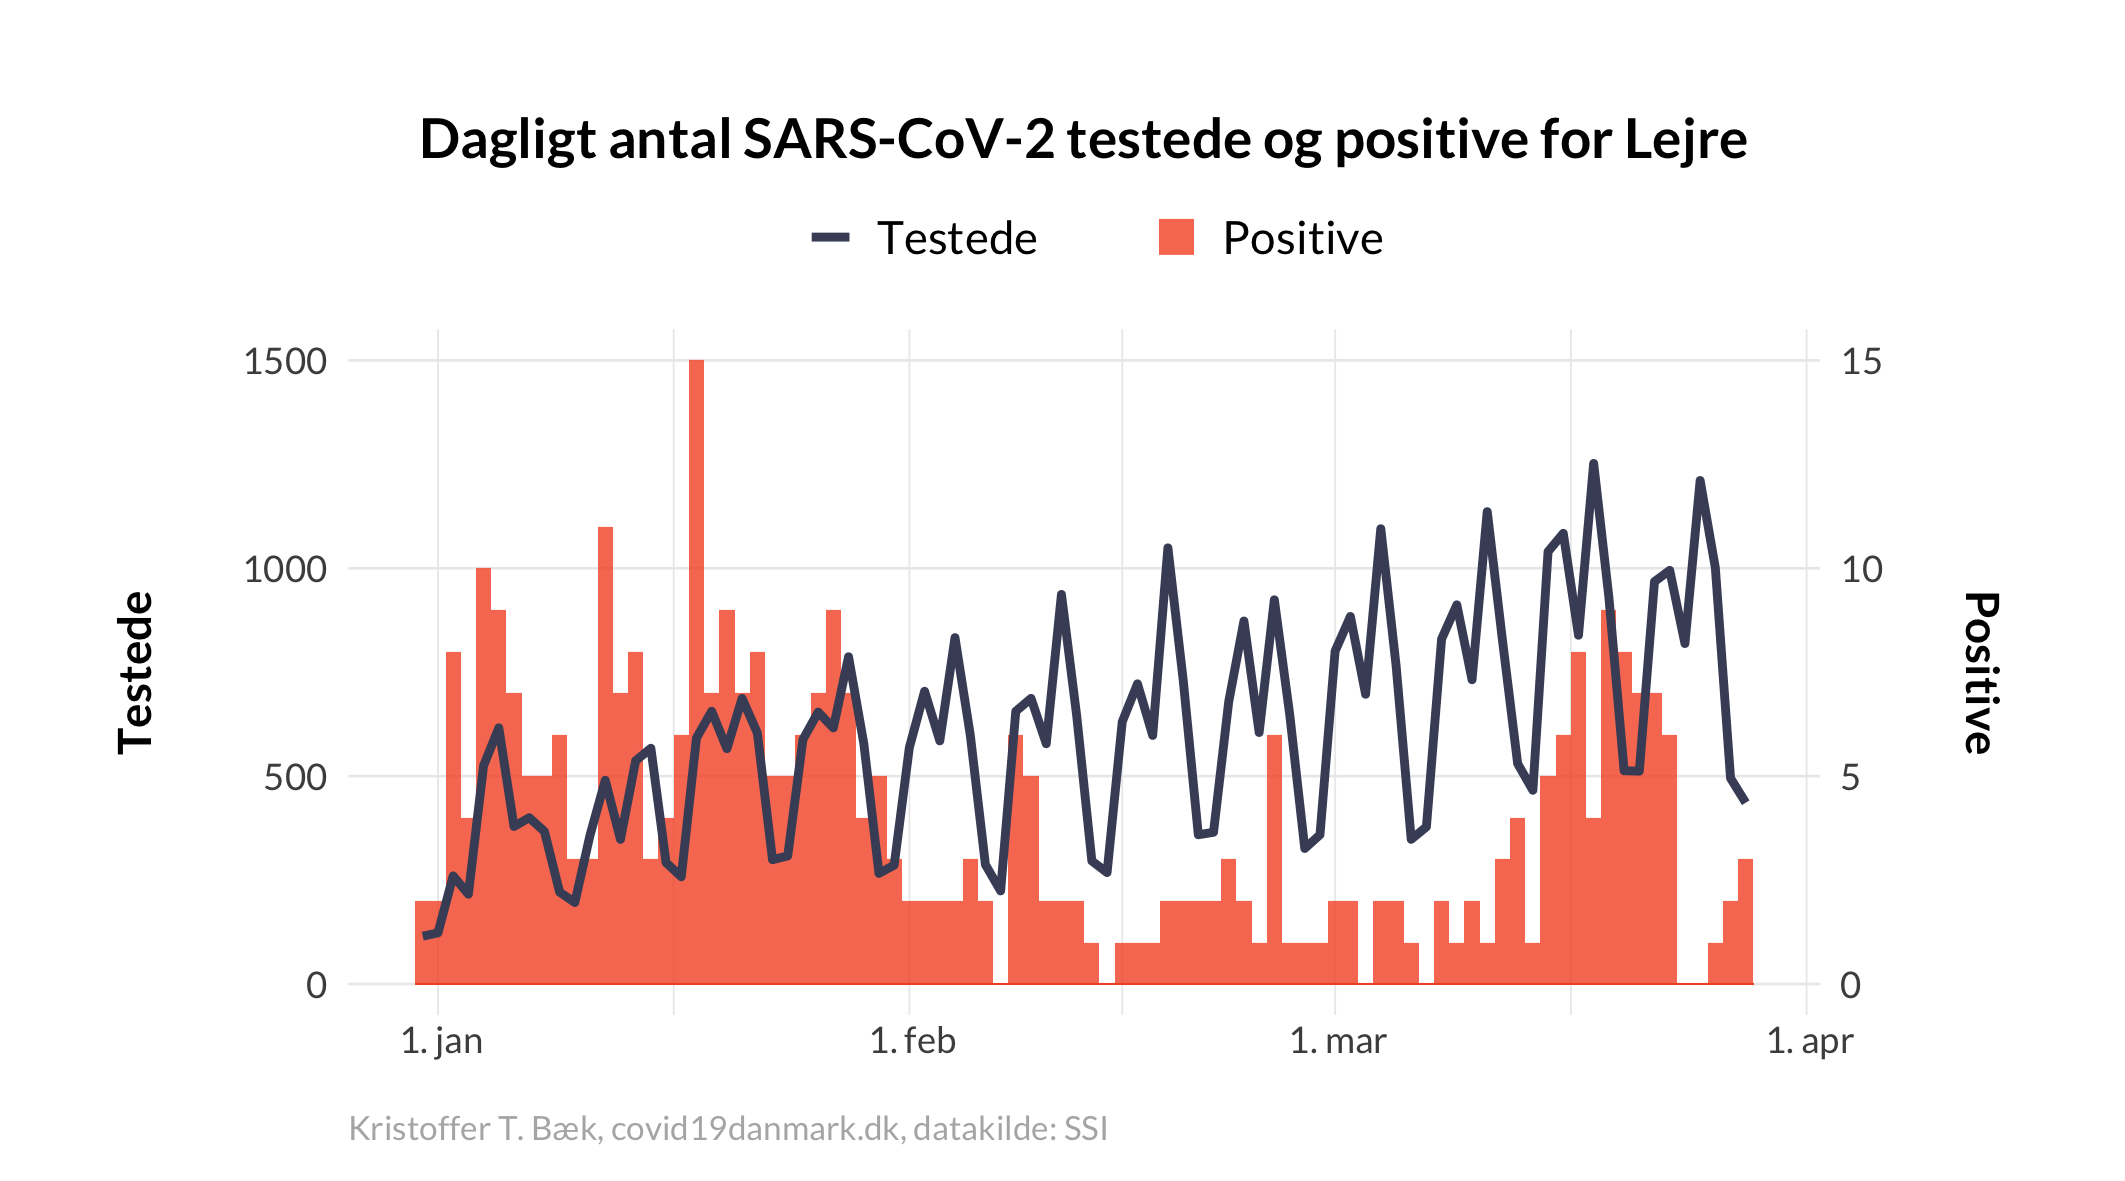 Dagligt antal SARS-CoV-2 testede og positive for Lejre
Testede
Positive
1500
1000
500
0
15
10
5
0
Testede
Positive
1. jan
1. feb
1. mar
1. apr
Kristoffer T. Bæk, covid19danmark.dk, datakilde: SSI